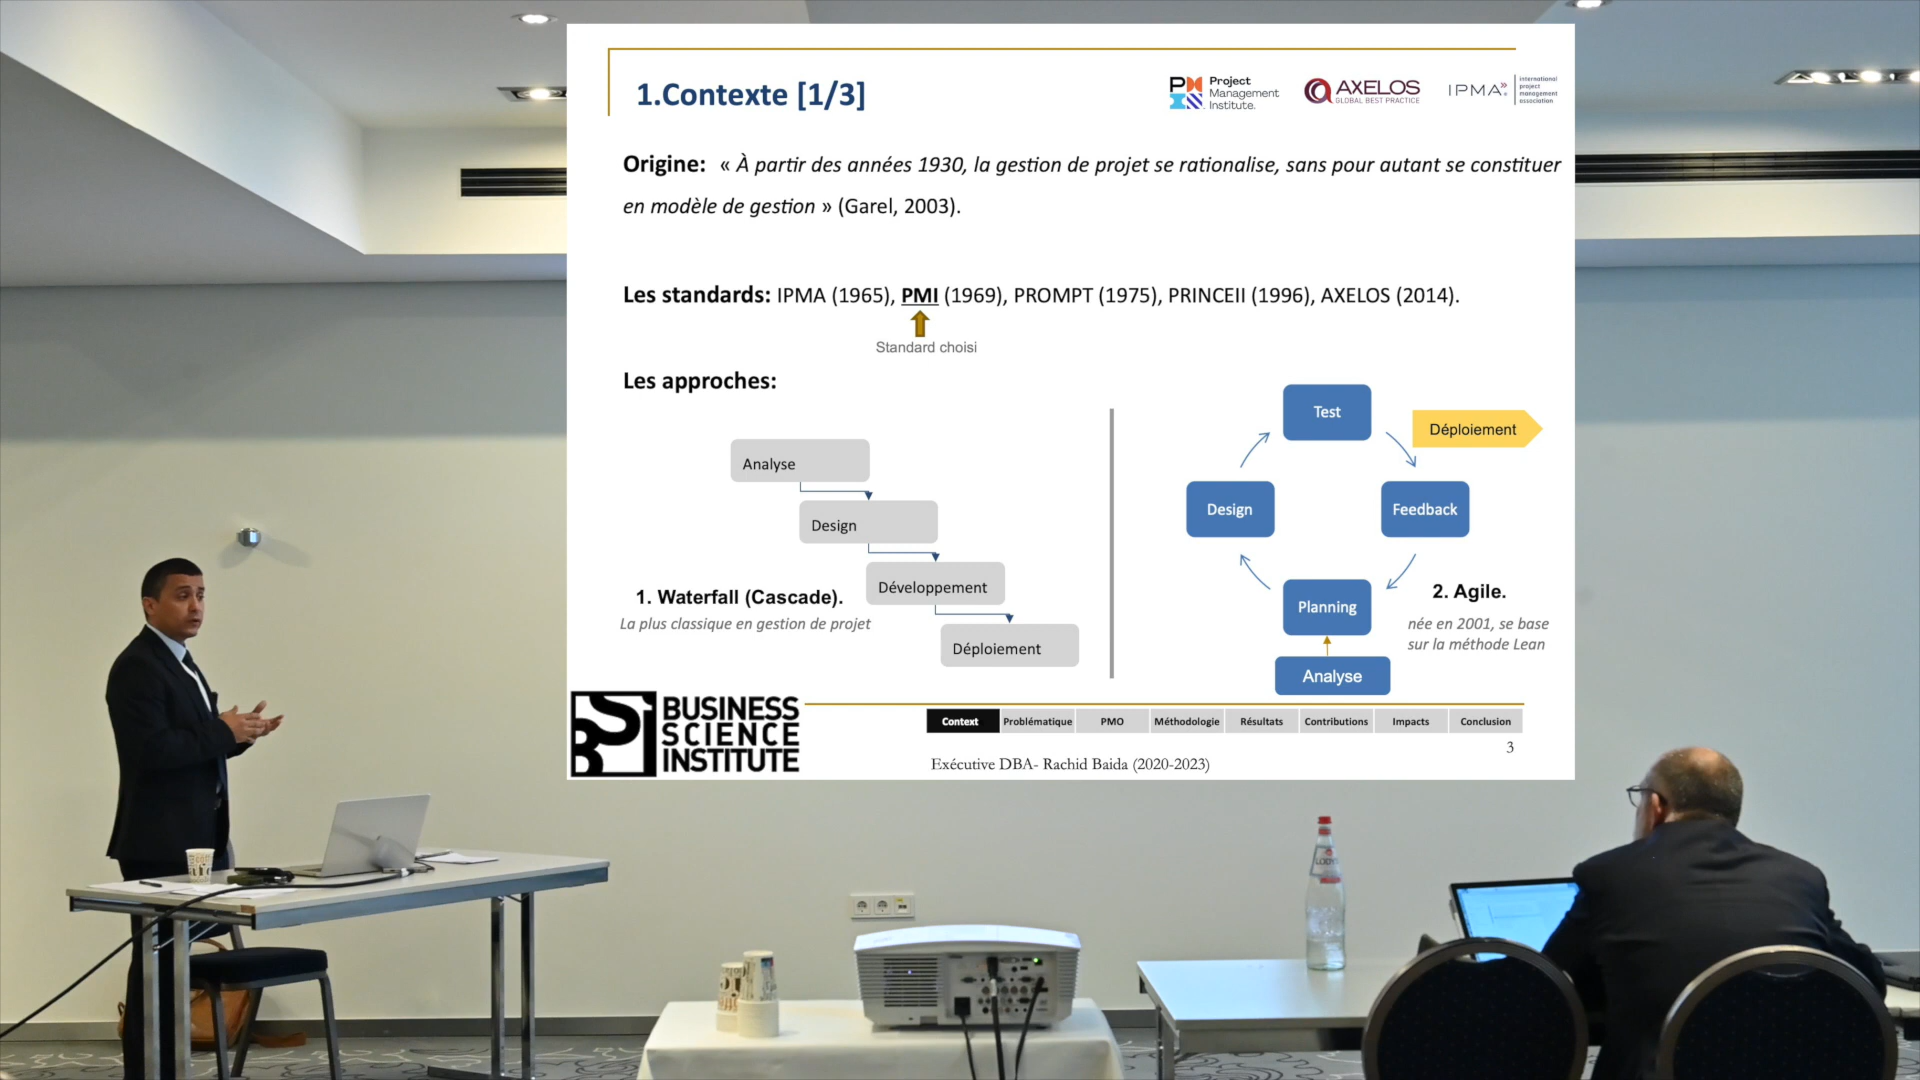 1.Contexte [1/3]
Project
Management
Institute.
AXELOS
GLOBAL BEST PRACTICE
IPMA
international
project
management
association
Origine: « À partir des années 1930, la gestion de projet se rationalise, sans pour autant se constituer
en modèle de gestion » (Garel, 2003).
Les standards: IPMA (1965), PMI (1969), PROMPT (1975), PRINCEII (1996), AXELOS (2014).
Standard choisi
Les approches:
Analyse
Design
Développement
Déploiement
1. Waterfall (Cascade).
La plus classique en gestion de projet
Test
Déploiement
Design
Feedback
Planning
Analyse
2. Agile.
née en 2001, se base
sur la méthode Lean
BUSINESS
SCIENCE
INSTITUTE
Context Problématique PMO Méthodologie Résultats Contributions Impacts Conclusion
3
Exécutive DBA- Rachid Baida (2020-2023)